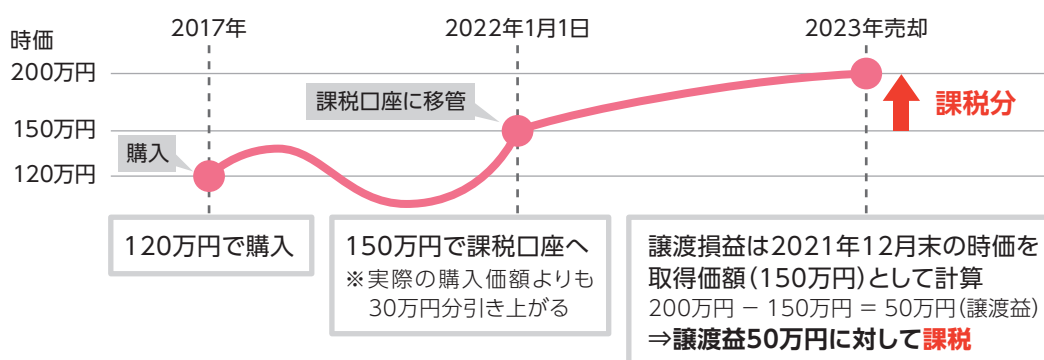 時価
2017年
2022年1月1日
2023年売却
200万円
150万円
120万円
購入
課税口座に移管
課税分
120万円で購入
150万円で課税口座へ
※実際の購入価額よりも
30万円分引き上がる
譲渡損益は2021年12月末の時価を
取得価額（150万円）として計算
200万円 － 150万円 ＝ 50万円（譲渡益）
⇒譲渡益50万円に対して課税